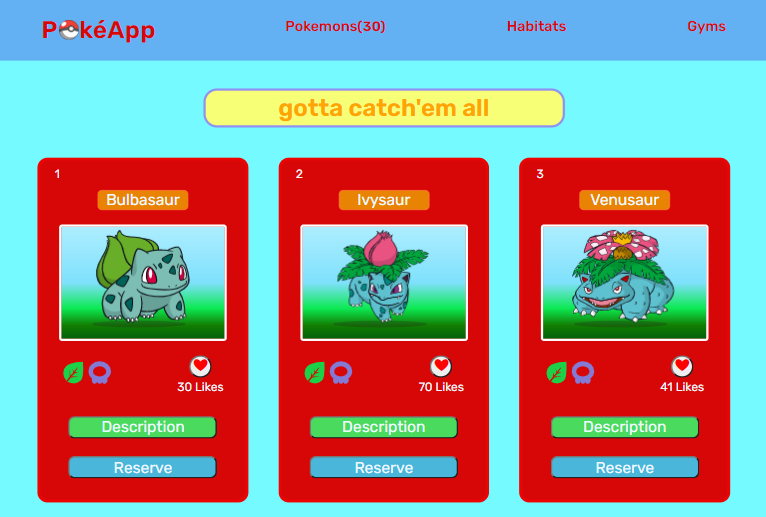 PokéApp
Pokemons(30)
Habitats
Gyms
gotta catch'em all
1
2
3
Bulbasaur
Ivysaur
Venusaur
30 Likes
70 Likes
41 Likes
Description
Description
Description
Reserve
Reserve
Reserve